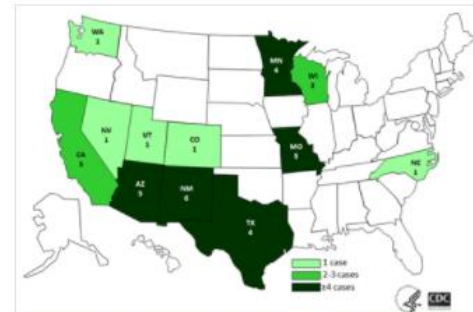 WA
1
MN
4
WI
3
NV
1
UT
1
CO
1
MO
5
CA
NC
1
AZ
5
NM
6
TX
4
1 case
2-3 cases
≥4 cases
CDC